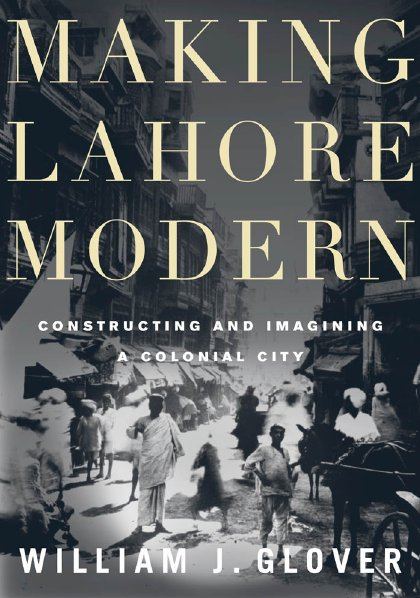 MAKING
LAHORE
MODERN
CONSTRUCTING AND IMAGINING
A COLONIAL CITY
WILLIAM J. GLOVER